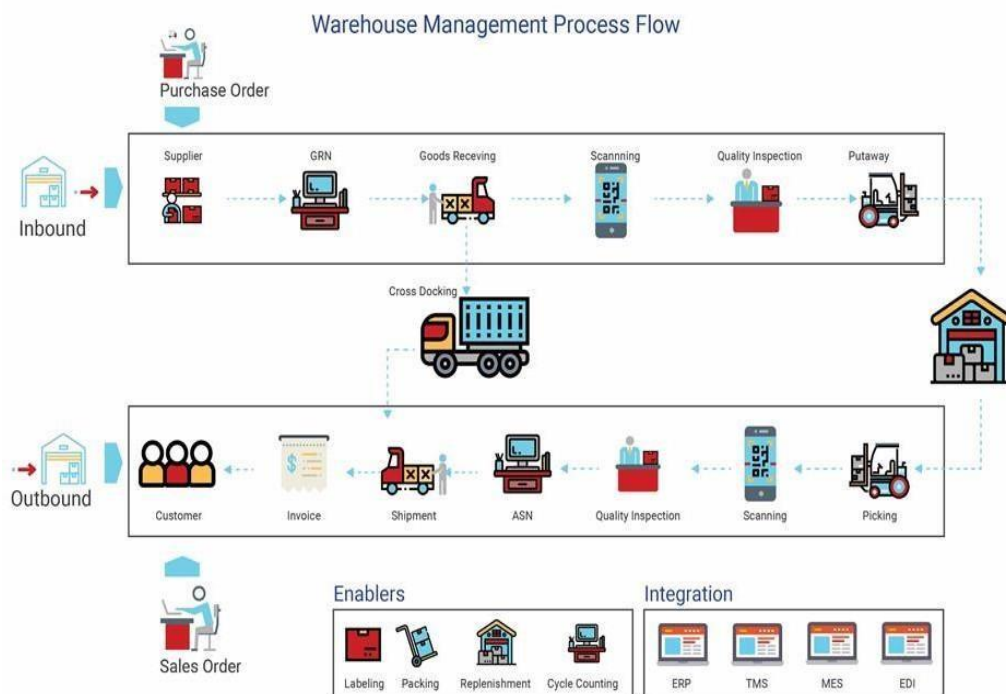 Warehouse Management Process Flow
Purchase Order
Inbound
Supplier
GRN
Goods Receving
Scannning
Quality Inspection
Putaway
Cross Docking
Outbound
Customer
Invoice
Shipment
ASN
Quality Inspection
Scanning
Picking
Sales Order
Enablers
Labeling
Packing
Replenishment
Cycle Counting
Integration
ERP
TMS
MES
EDI